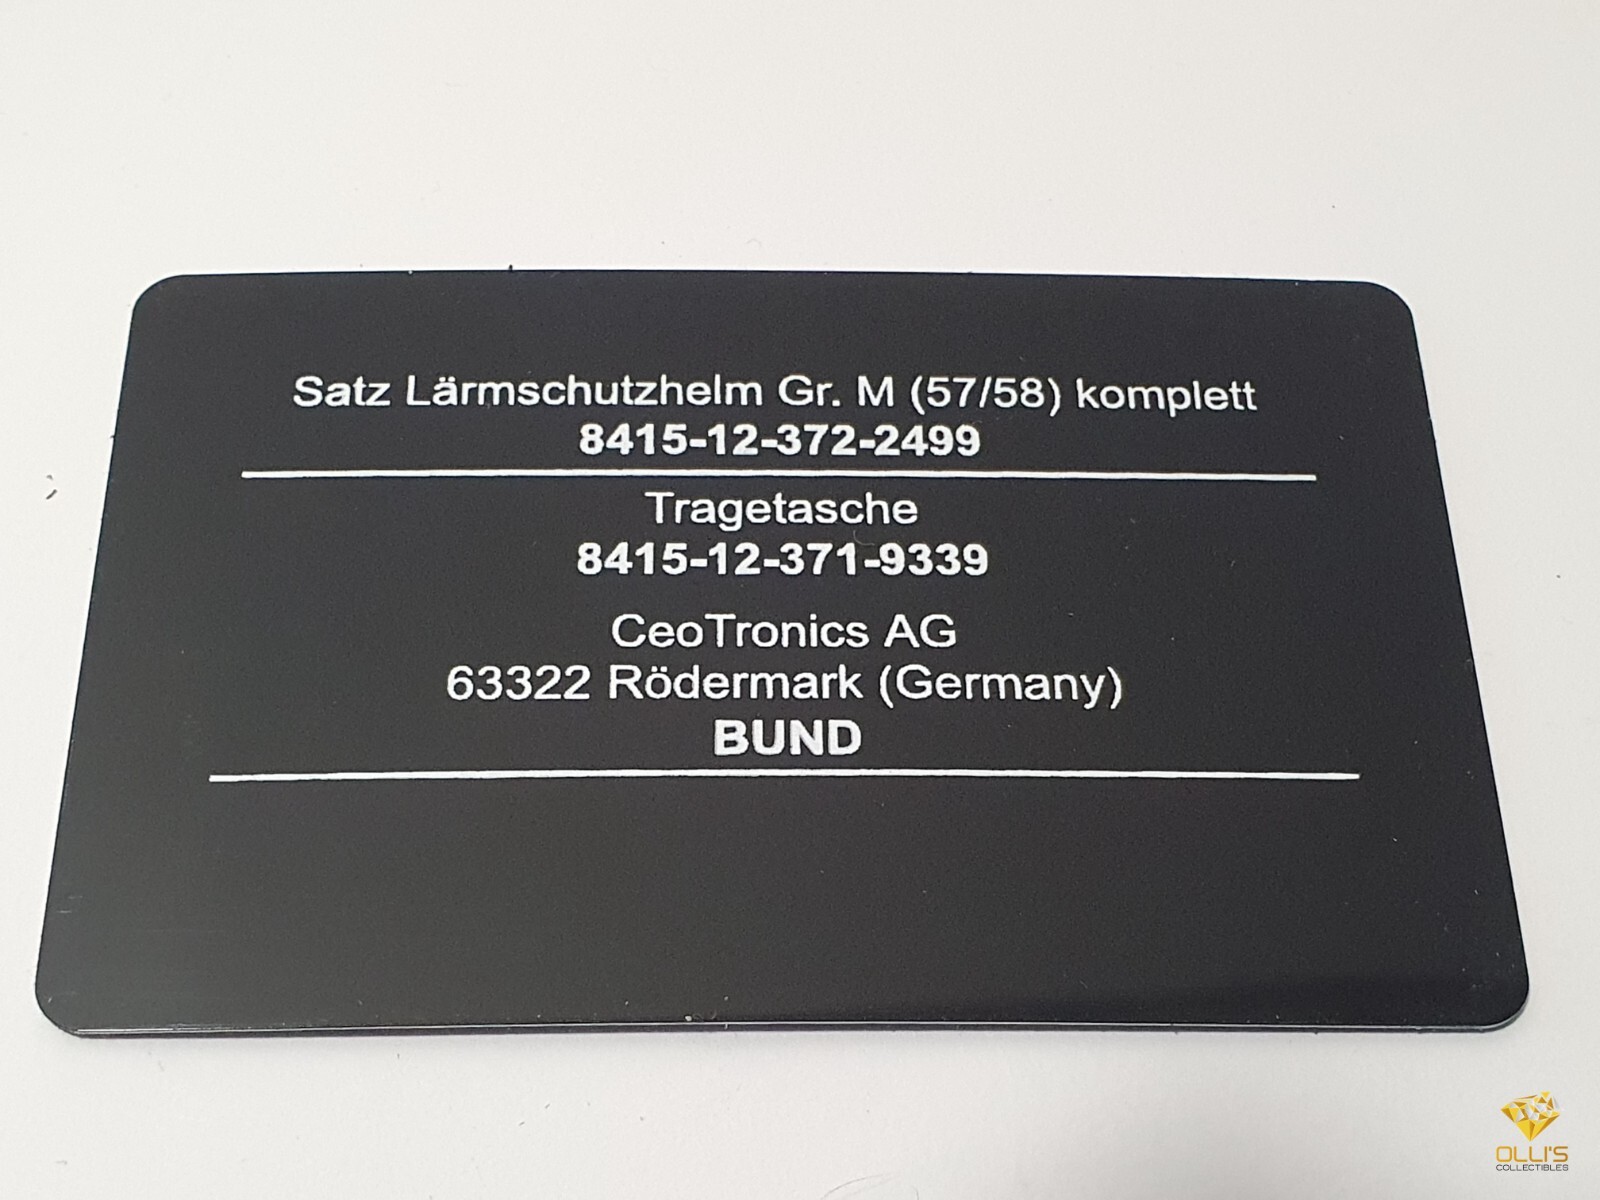 Satz Lärmschutzhelm Gr. M (57/58) komplett
8415-12-372-2499
Tragetasche
8415-12-371-9339
CeoTronics AG
63322 Rödermark (Germany)
BUND
OLLI'S
COLLECTIBLES